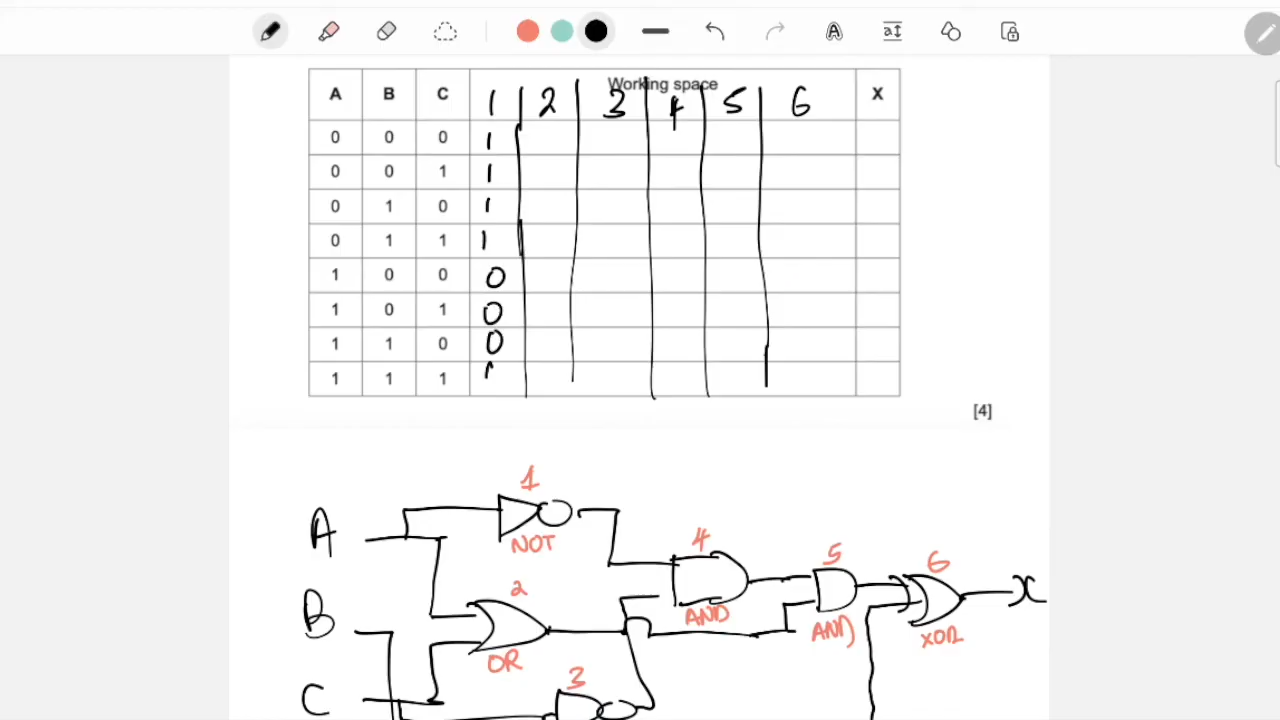 Working space
A B C 1 2 3 4 5 6 X
0 0 0 1
0 0 1 1
0 1 0 1
0 1 1 1
1 0 0 0
1 0 1 0
1 1 0 0
1 1 1
[4]
1
A
NOT
4
5
6
2
X
B
AND
AND
XOR
OR
3
C